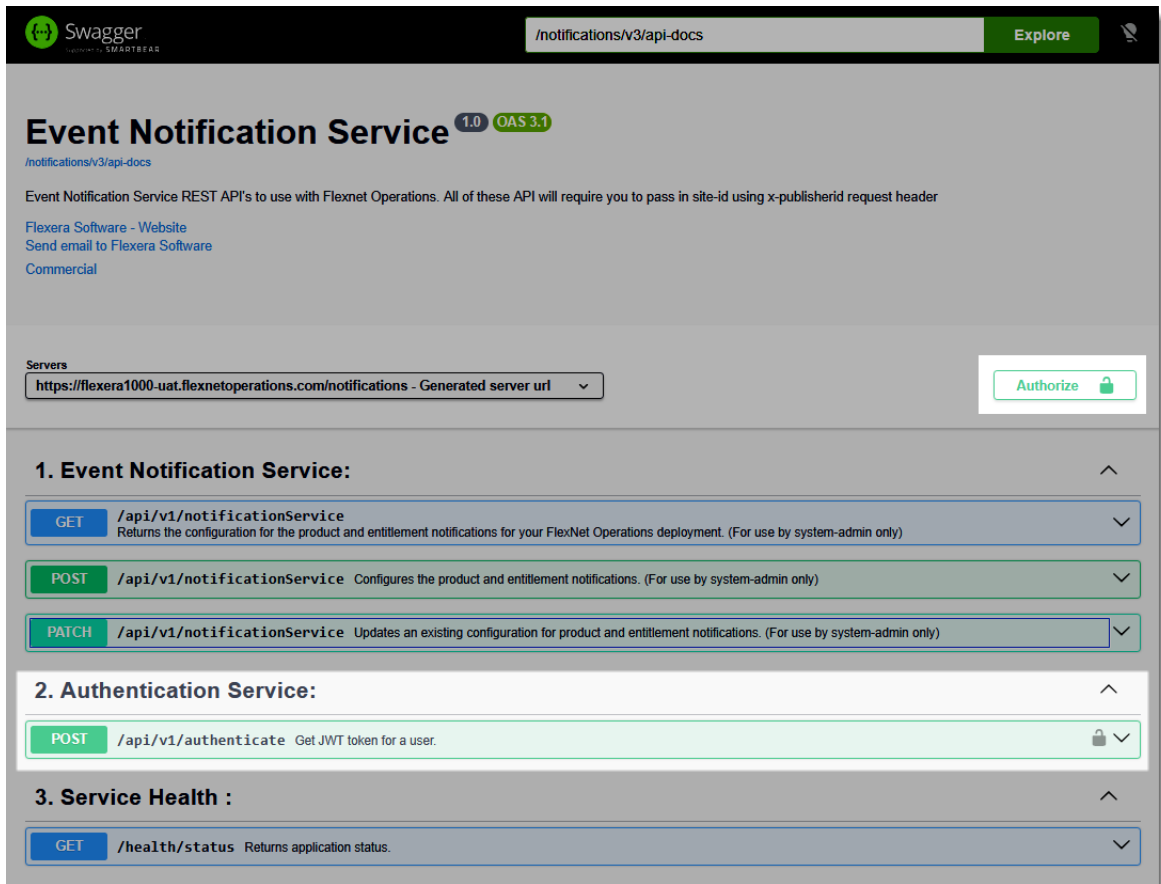 Swagger
Supported by SMARTBEAR
/notifications/v3/api-docs
Explore
Event Notification Service 1.0 OAS 3.1
/notifications/v3/api-docs
Event Notification Service REST API's to use with Flexnet Operations. All of these API will require you to pass in site-id using x-publisherid request header
Flexera Software - Website
Send email to Flexera Software
Commercial
Servers
https://flexera1000-uat.flexnetoperations.com/notifications - Generated server url
Authorize
1. Event Notification Service:
GET /api/v1/notificationService
Returns the configuration for the product and entitlement notifications for your FlexNet Operations deployment. (For use by system-admin only)
POST /api/v1/notificationService Configures the product and entitlement notifications. (For use by system-admin only)
PATCH /api/v1/notificationService Updates an existing configuration for product and entitlement notifications. (For use by system-admin only)
2. Authentication Service:
POST /api/v1/authenticate Get JWT token for a user.
3. Service Health :
GET /health/status Returns application status.